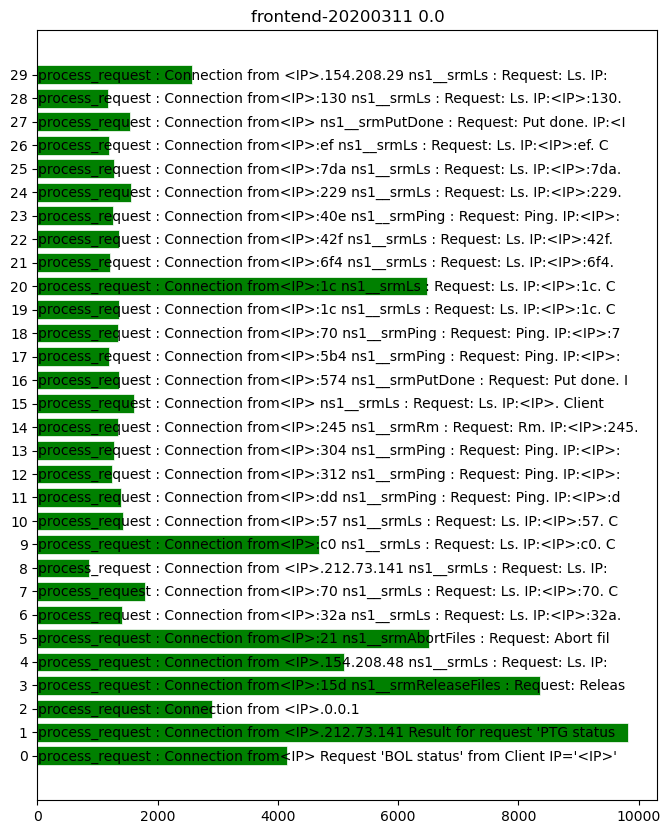 frontend-20200311 0.0
29 process_request : Connection from <IP>.154.208.29 ns1__srmLs : Request: Ls. IP:
28 process_request : Connection from<IP>:130 ns1__srmLs : Request: Ls. IP:<IP>:130.
27 process_request : Connection from<IP> ns1__srmPutDone : Request: Put done. IP:<I
26 process_request : Connection from<IP>:ef ns1__srmLs : Request: Ls. IP:<IP>:ef. C
25 process_request : Connection from<IP>:7da ns1__srmLs : Request: Ls. IP:<IP>:7da.
24 process_request : Connection from<IP>:229 ns1__srmLs : Request: Ls. IP:<IP>:229.
23 process_request : Connection from<IP>:40e ns1__srmPing : Request: Ping. IP:<IP>:
22 process_request : Connection from<IP>:42f ns1__srmLs : Request: Ls. IP:<IP>:42f.
21 process_request : Connection from<IP>:6f4 ns1__srmLs : Request: Ls. IP:<IP>:6f4.
20 process_request : Connection from<IP>:1c ns1__srmLs : Request: Ls. IP:<IP>:1c. C
19 process_request : Connection from<IP>:1c ns1__srmLs : Request: Ls. IP:<IP>:1c. C
18 process_request : Connection from<IP>:70 ns1__srmPing : Request: Ping. IP:<IP>:7
17 process_request : Connection from<IP>:5b4 ns1__srmPing : Request: Ping. IP:<IP>:
16 process_request : Connection from<IP>:574 ns1__srmPutDone : Request: Put done. I
15 process_request : Connection from<IP> ns1__srmLs : Request: Ls. IP:<IP>. Client
14 process_request : Connection from<IP>:245 ns1__srmRm : Request: Rm. IP:<IP>:245.
13 process_request : Connection from<IP>:304 ns1__srmPing : Request: Ping. IP:<IP>:
12 process_request : Connection from<IP>:312 ns1__srmPing : Request: Ping. IP:<IP>:
11 process_request : Connection from<IP>:dd ns1__srmPing : Request: Ping. IP:<IP>:d
10 process_request : Connection from<IP>:57 ns1__srmLs : Request: Ls. IP:<IP>:57. C
9 process_request : Connection from<IP>:c0 ns1__srmLs : Request: Ls. IP:<IP>:c0. C
8 process_request : Connection from <IP>.212.73.141 ns1__srmLs : Request: Ls. IP:
7 process_request : Connection from<IP>:70 ns1__srmLs : Request: Ls. IP:<IP>:70. C
6 process_request : Connection from<IP>:32a ns1__srmLs : Request: Ls. IP:<IP>:32a.
5 process_request : Connection from<IP>:21 ns1__srmAbortFiles : Request: Abort fil
4 process_request : Connection from <IP>.154.208.48 ns1__srmLs : Request: Ls. IP:
3 process_request : Connection from<IP>:15d ns1__srmReleaseFiles : Request: Releas
2 process_request : Connection from <IP>.0.0.1
1 process_request : Connection from <IP>.212.73.141 Result for request 'PTG status
0 process_request : Connection from<IP> Request 'BOL status' from Client IP='<IP>'
0 2000 4000 6000 8000 10000